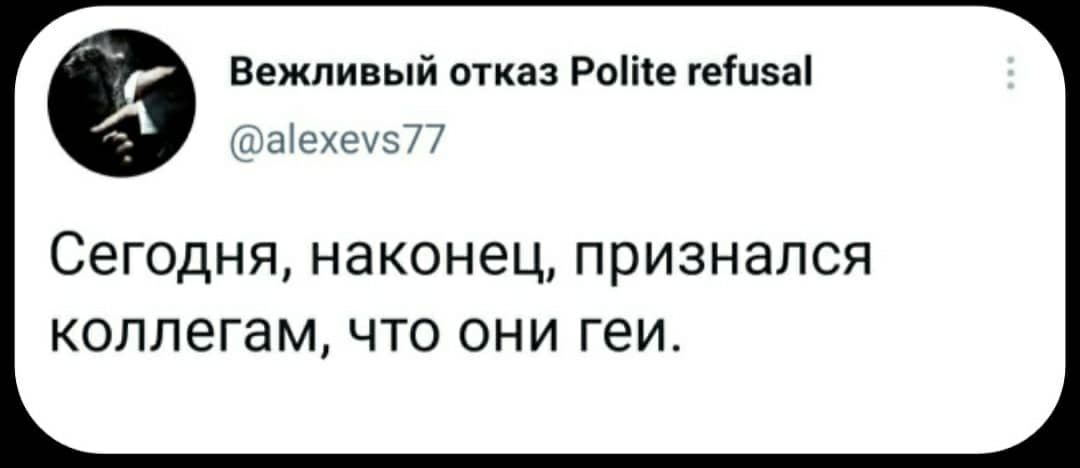 Вежливый отказ Polite refusal
@alexevs77
Сегодня, наконец, признался
коллегам, что они геи.